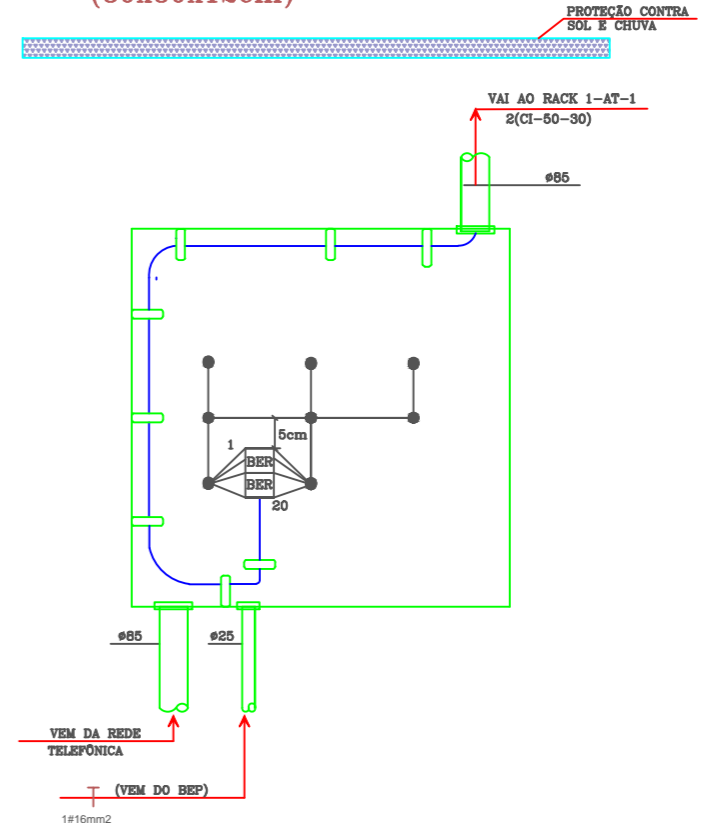 PROTEÇÃO CONTRA
SOL E CHUVA
VAI AO RACK 1-AT-1
2(CI-50-30)
ø85
1
5cm
BER
BER
20
ø85
ø25
VEM DA REDE
TELEFÔNICA
(VEM DO BEP)
1#16mm2